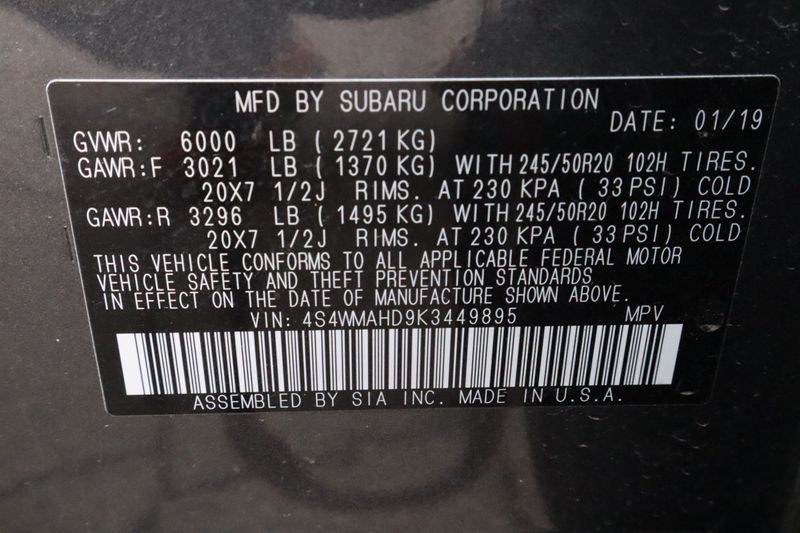 MFD BY SUBARU CORPORATION
DATE: 01/19
GVWR: 6000 LB ( 2721 KG)
GAWR:F 3021 LB ( 1370 KG) WITH 245/50R20 102H TIRES.
20X7 1/2J RIMS. AT 230 KPA ( 33 PSI) COLD
GAWR:R 3296 LB ( 1495 KG) WITH 245/50R20 102H TIRES.
20X7 1/2J RIMS. AT 230 KPA ( 33 PSI) COLD
THIS VEHICLE CONFORMS TO ALL APPLICABLE FEDERAL MOTOR
VEHICLE SAFETY AND THEFT PREVENTION STANDARDS
IN EFFECT ON THE DATE OF MANUFACTURE SHOWN ABOVE.
VIN: 4S4WMAHD9K3449895 MPV
ASSEMBLED BY SIA INC. MADE IN U.S.A.